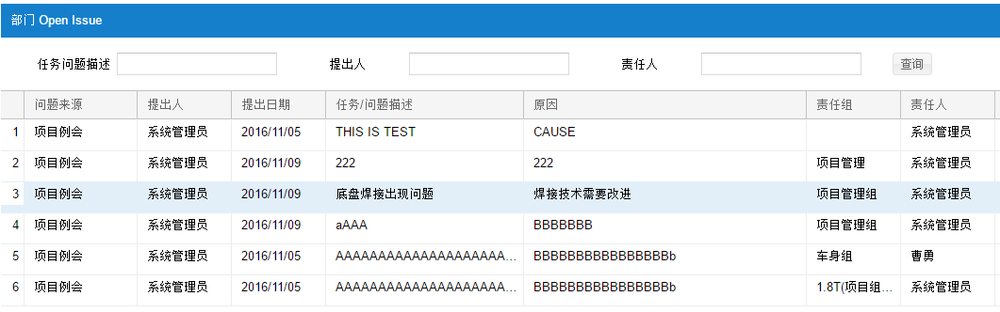 部门 Open Issue
任务问题描述 提出人 责任人 查询
问题来源 提出人 提出日期 任务/问题描述 原因 责任组 责任人
1 项目例会 系统管理员 2016/11/05 THIS IS TEST CAUSE 系统管理员
2 项目例会 系统管理员 2016/11/09 222 222 项目管理 系统管理员
3 项目例会 系统管理员 2016/11/09 底盘焊接出现问题 焊接技术需要改进 项目管理组 系统管理员
4 项目例会 系统管理员 2016/11/09 aAAA BBBBBBB 项目管理组 系统管理员
5 项目例会 系统管理员 2016/11/05 AAAAAAAAAAAAAAAAAAAA... BBBBBBBBBBBBBBBBb 车身组 曹勇
6 项目例会 系统管理员 2016/11/05 AAAAAAAAAAAAAAAAAAAA... BBBBBBBBBBBBBBBBb 1.8T(项目组... 系统管理员